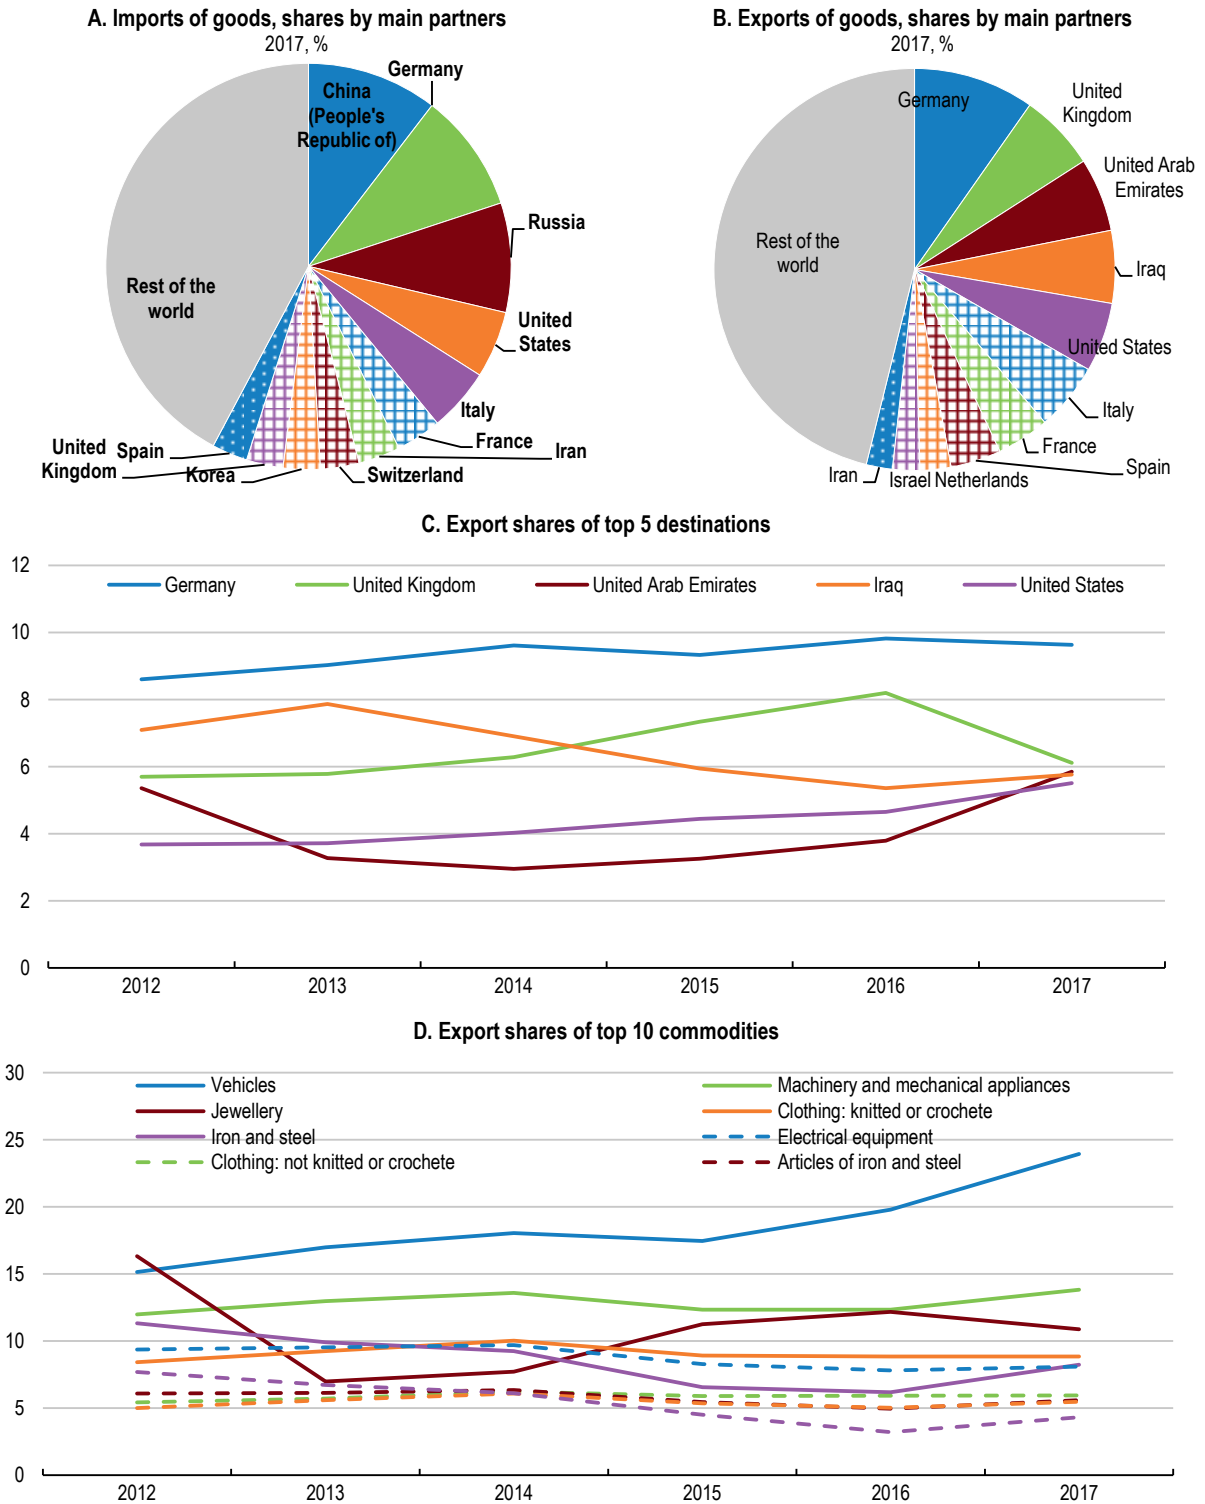 A. Imports of goods, shares by main partners
2017, %
Germany
China
(People's
Republic of)
Russia
United
States
Italy
France
Iran
Switzerland
Korea
United
Kingdom
Spain
Rest of the
world
B. Exports of goods, shares by main partners
2017, %
Germany
United
Kingdom
United Arab
Emirates
Iraq
United States
Italy
France
Spain
Israel Netherlands
Iran
Rest of the
world
C. Export shares of top 5 destinations
12
Germany United Kingdom United Arab Emirates Iraq United States
10
8
6
4
2
0
2012 2013 2014 2015 2016 2017
D. Export shares of top 10 commodities
30
Vehicles Machinery and mechanical appliances
Jewellery Clothing: knitted or crochete
Iron and steel Electrical equipment
Clothing: not knitted or crochete Articles of iron and steel
25
20
15
10
5
0
2012 2013 2014 2015 2016 2017